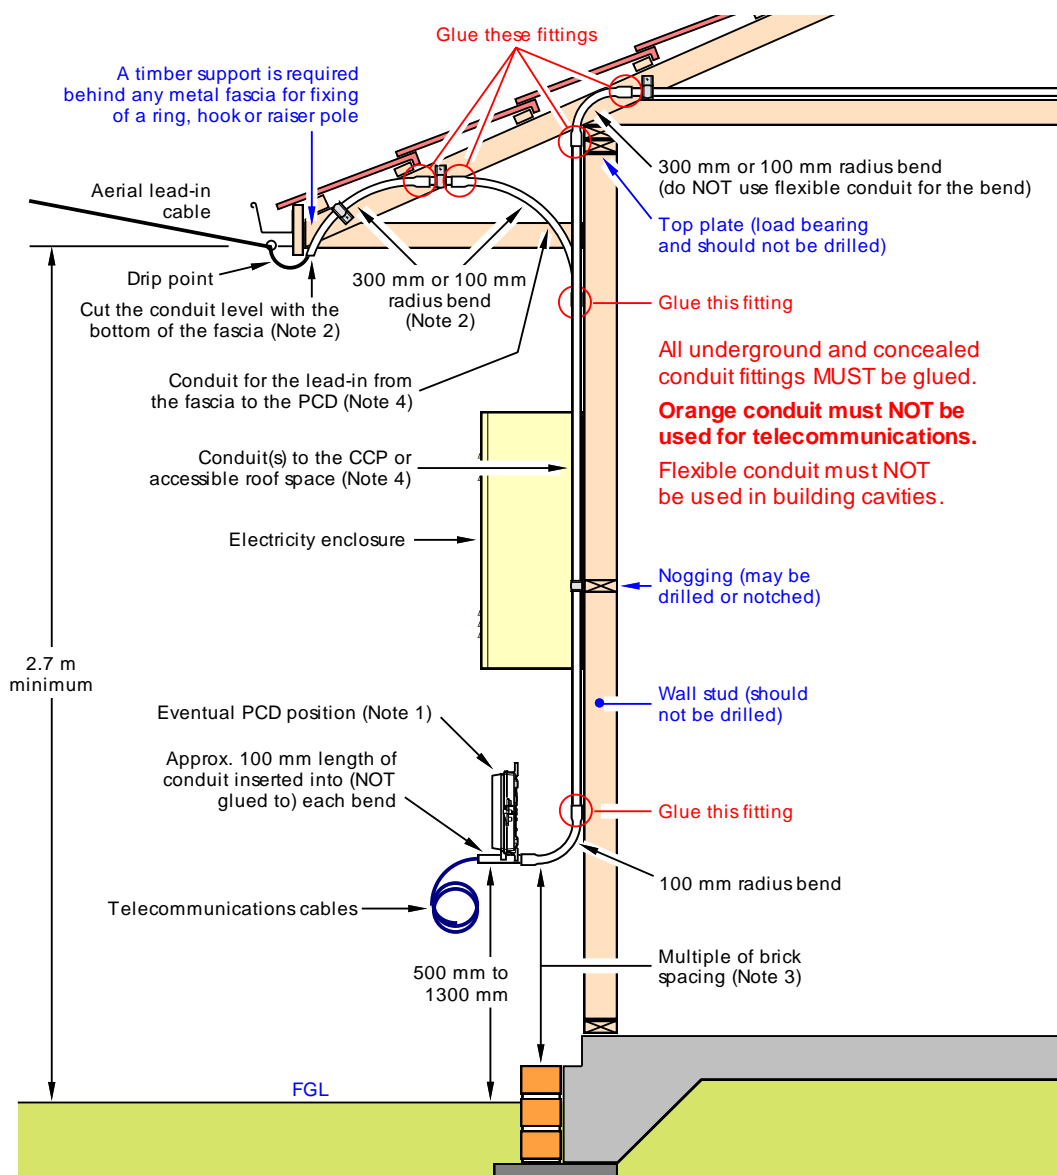 Glue these fittings
A timber support is required
behind any metal fascia for fixing
of a ring, hook or raiser pole
Aerial lead-in
cable
300 mm or 100 mm radius bend
(do NOT use flexible conduit for the bend)
Top plate (load bearing
and should not be drilled)
Drip point
Cut the conduit level with the
bottom of the fascia (Note 2)
300 mm or 100 mm
radius bend
(Note 2)
Glue this fitting
All underground and concealed
conduit fittings MUST be glued.
Orange conduit must NOT be
used for telecommunications.
Flexible conduit must NOT
be used in building cavities.
Conduit for the lead-in from
the fascia to the PCD (Note 4)
Conduit(s) to the CCP or
accessible roof space (Note 4)
Electricity enclosure
Nogging (may be
drilled or notched)
2.7 m
minimum
Wall stud (should
not be drilled)
Eventual PCD position (Note 1)
Approx. 100 mm length of
conduit inserted into (NOT
glued to) each bend
Glue this fitting
100 mm radius bend
Telecommunications cables
500 mm to
1300 mm
Multiple of brick
spacing (Note 3)
FGL